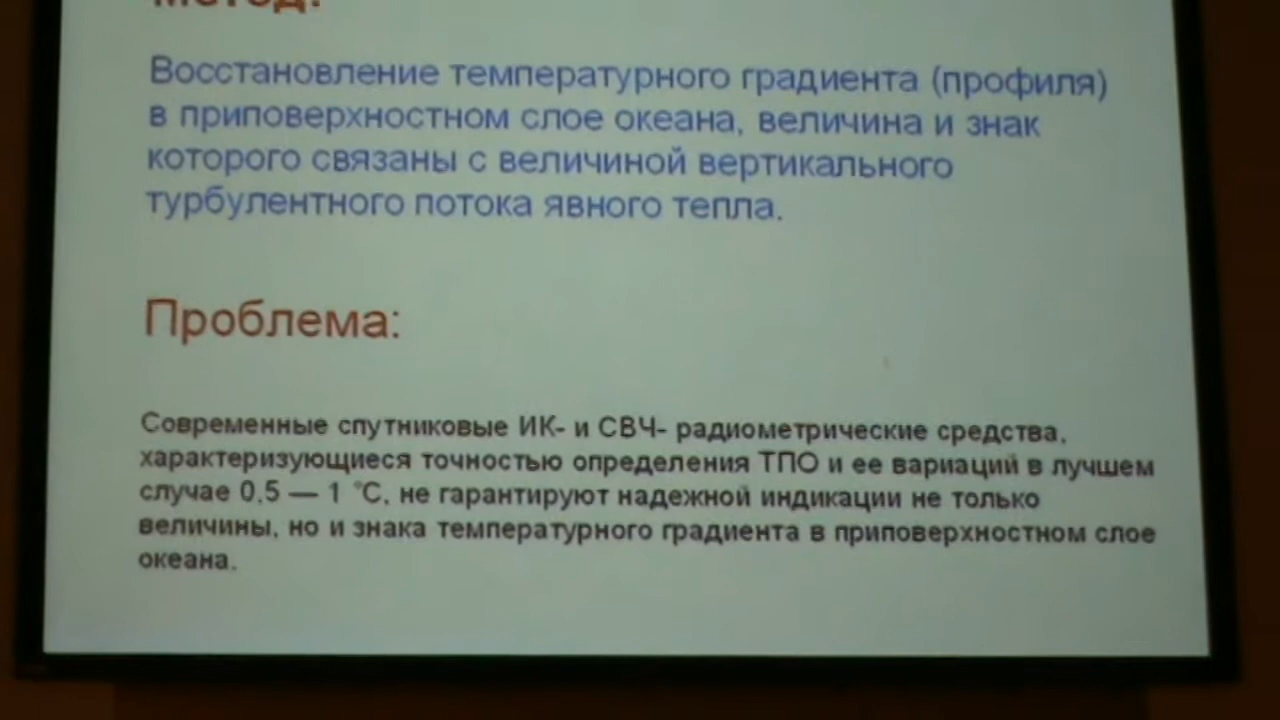 Метод:
Восстановление температурного градиента (профиля)
в приповерхностном слое океана, величина и знак
которого связаны с величиной вертикального
турбулентного потока явного тепла.
Проблема:
Современные спутниковые ИК- и СВЧ- радиометрические средства,
характеризующиеся точностью определения ТПО и ее вариаций в лучшем
случае 0,5 — 1 °С, не гарантируют надежной индикации не только
величины, но и знака температурного градиента в приповерхностном слое
океана.